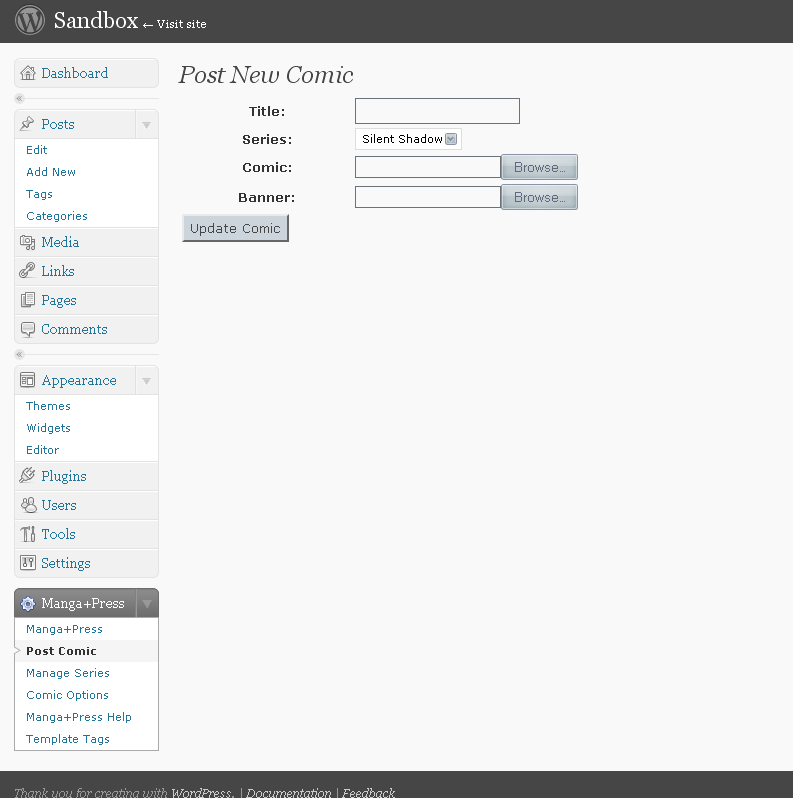 Sandbox ← Visit site
Dashboard
Posts
Edit
Add New
Tags
Categories
Media
Links
Pages
Comments
Appearance
Themes
Widgets
Editor
Plugins
Users
Tools
Settings
Manga+Press
Manga+Press
Post Comic
Manage Series
Comic Options
Manga+Press Help
Template Tags
Post New Comic
Title:
Series: Silent Shadow
Comic: Browse...
Banner: Browse...
Update Comic
Thank you for creating with WordPress. | Documentation | Feedback